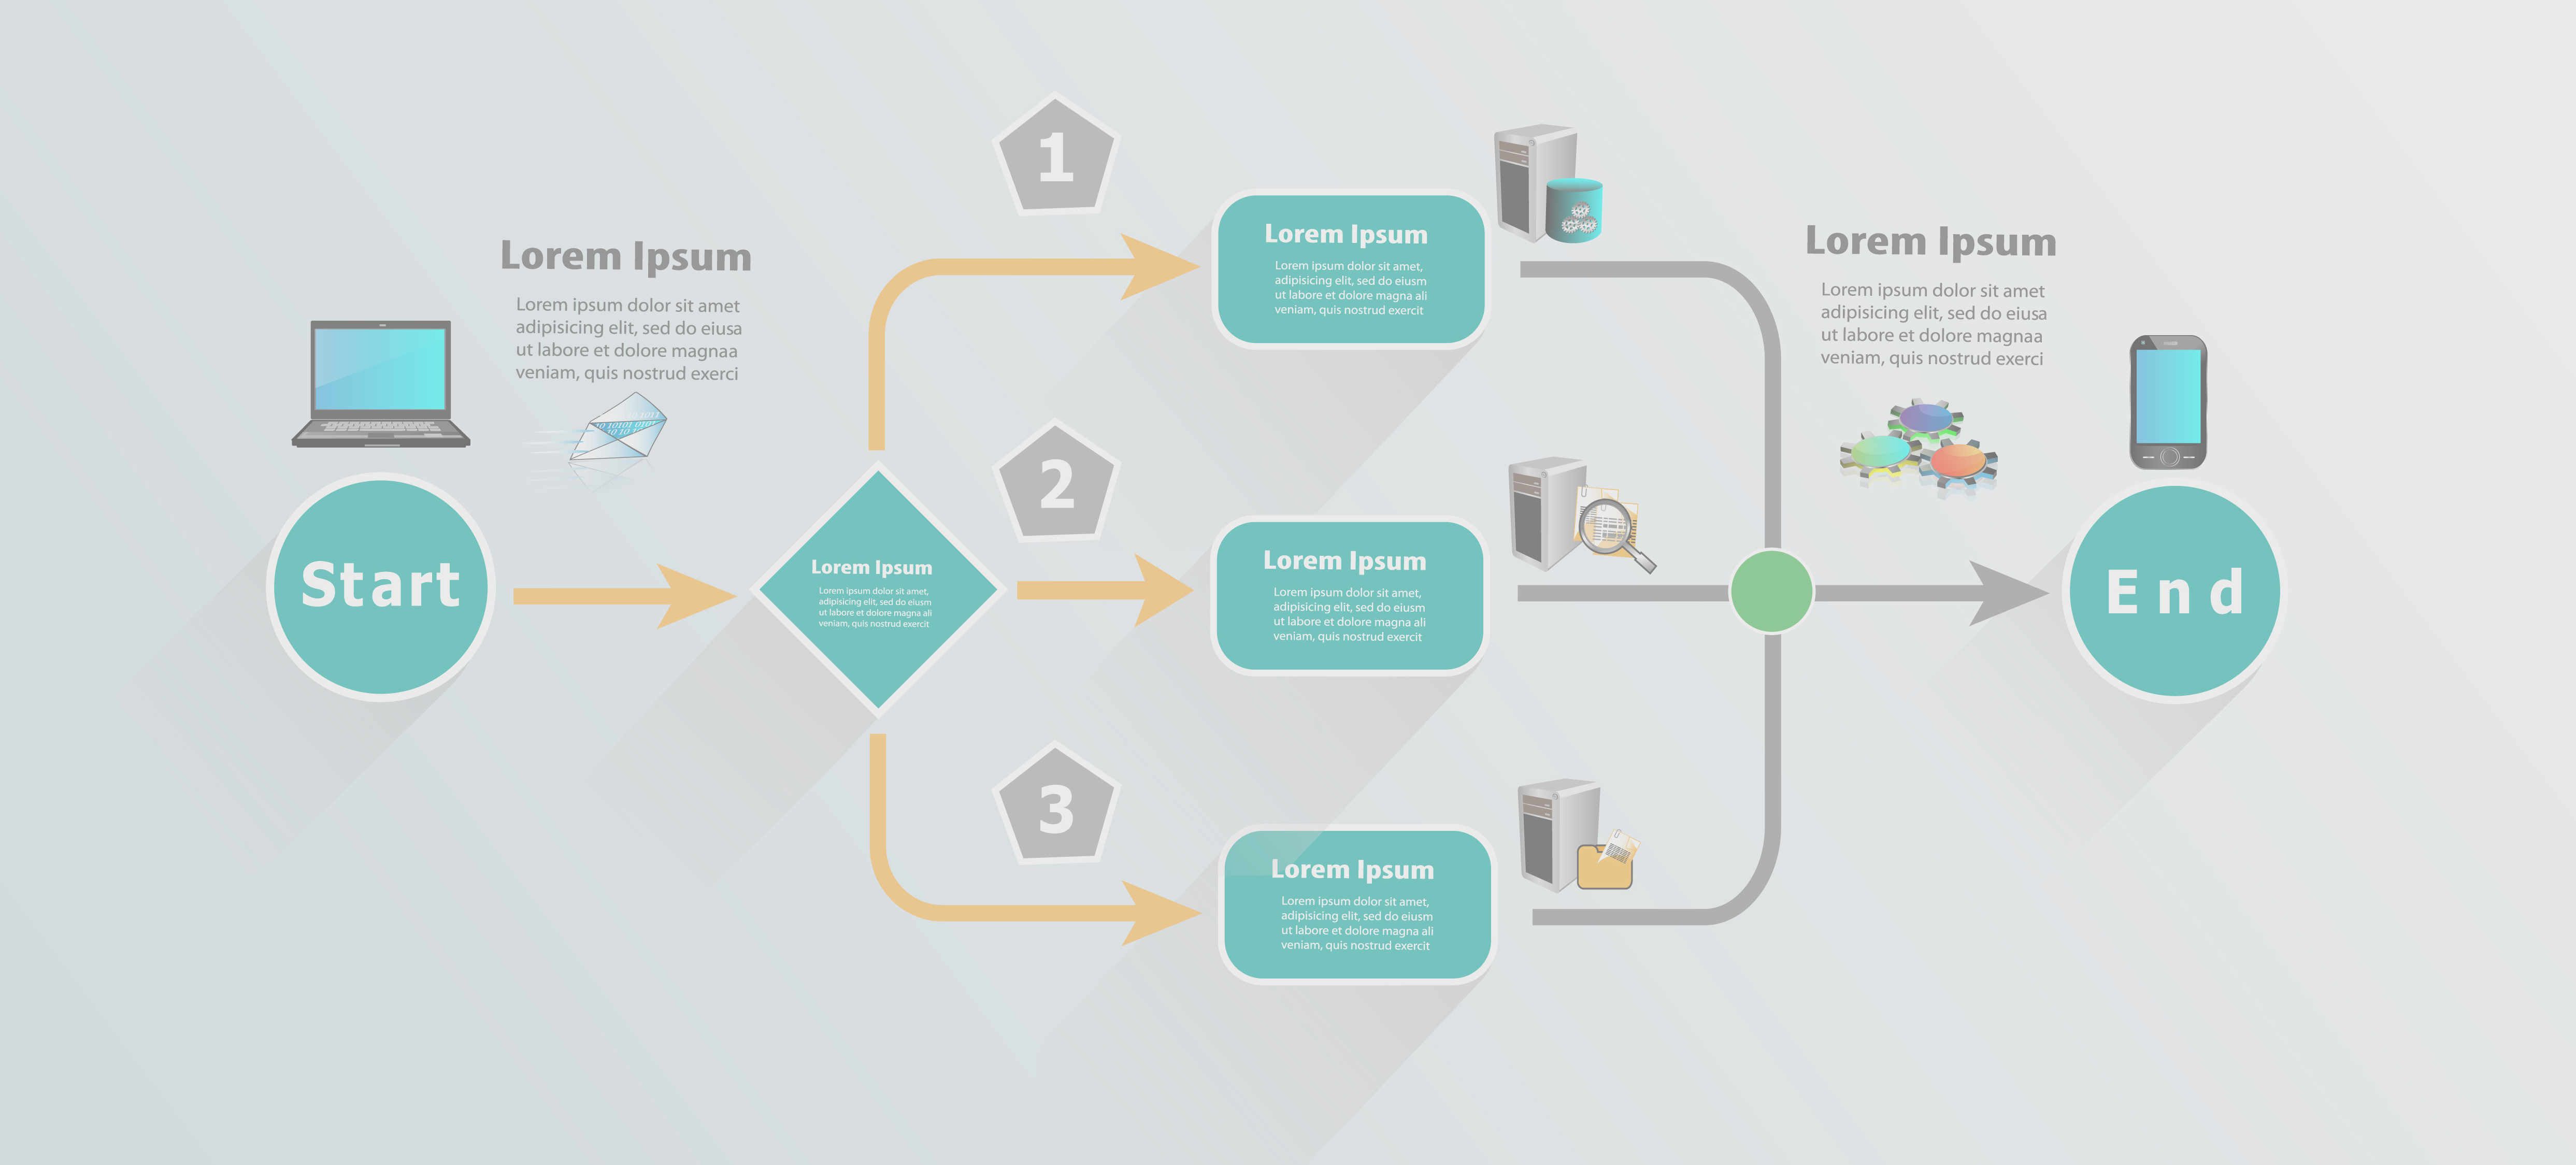 Lorem Ipsum
Lorem ipsum dolor sit amet
adipisicing elit, sed do eiusa
ut labore et dolore magnaa
veniam, quis nostrud exerci
10 10101 0101
Start
Lorem Ipsum
Lorem ipsum dolor sit amet,
adipisicing elit, sed do eiusm
ut labore et dolore magna ali
veniam, quis nostrud exercit
1
Lorem Ipsum
Lorem ipsum dolor sit amet,
adipisicing elit, sed do eiusm
ut labore et dolore magna ali
veniam, quis nostrud exercit
2
Lorem Ipsum
Lorem ipsum dolor sit amet,
adipisicing elit, sed do eiusm
ut labore et dolore magna ali
veniam, quis nostrud exercit
3
Lorem Ipsum
Lorem ipsum dolor sit amet,
adipisicing elit, sed do eiusm
ut labore et dolore magna ali
veniam, quis nostrud exercit
Lorem Ipsum
Lorem ipsum dolor sit amet
adipisicing elit, sed do eiusa
ut labore et dolore magnaa
veniam, quis nostrud exerci
End